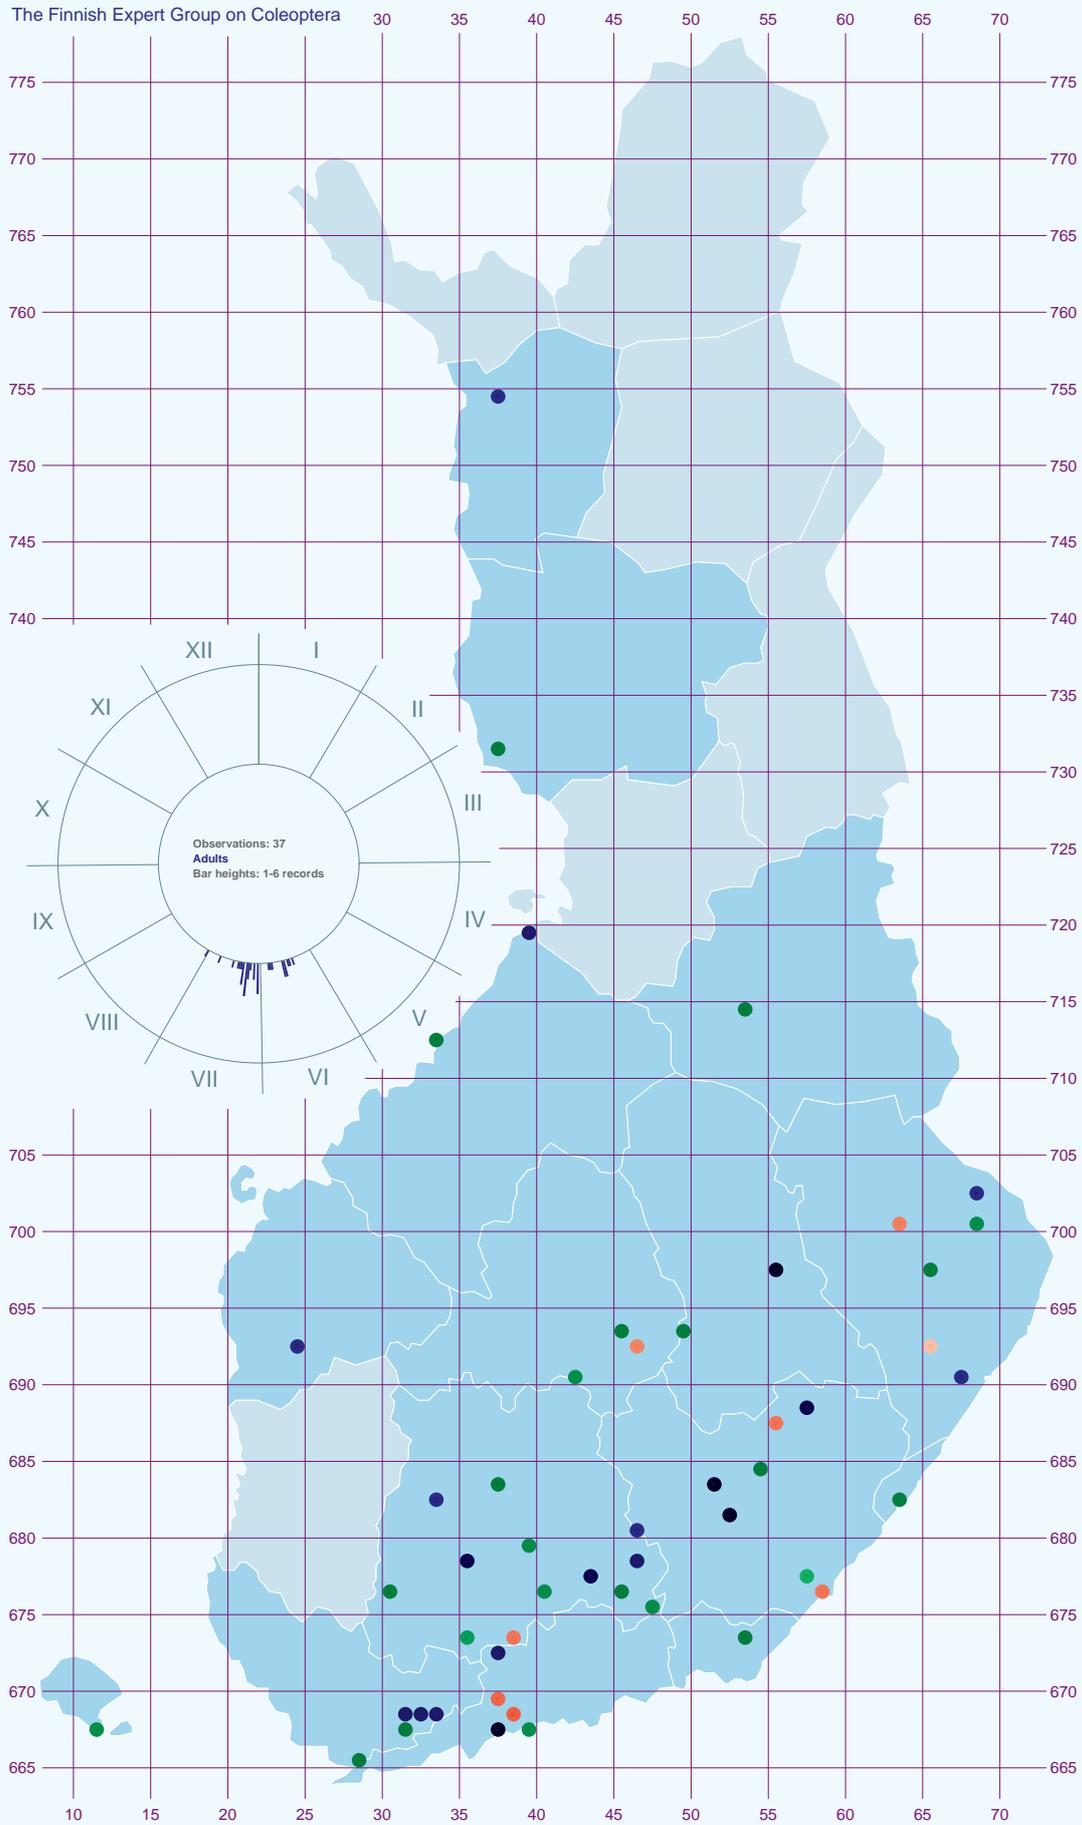 The Finnish Expert Group on Coleoptera
30 40 50 60 70
35 45 55 65
775 775
770 770
765 765
760 760
755 755
750 750
745 745
740 740
XII I
735
XI II
730
X III
Observations: 37
Adults
Bar heights: 1-6 records
725
IX IV
720
VIII V
715
VII VI
710
705 705
700 700
695 695
690 690
685 685
680 680
675 675
670 670
665 665
10 15 20 25 30 35 40 45 50 55 60 65 70